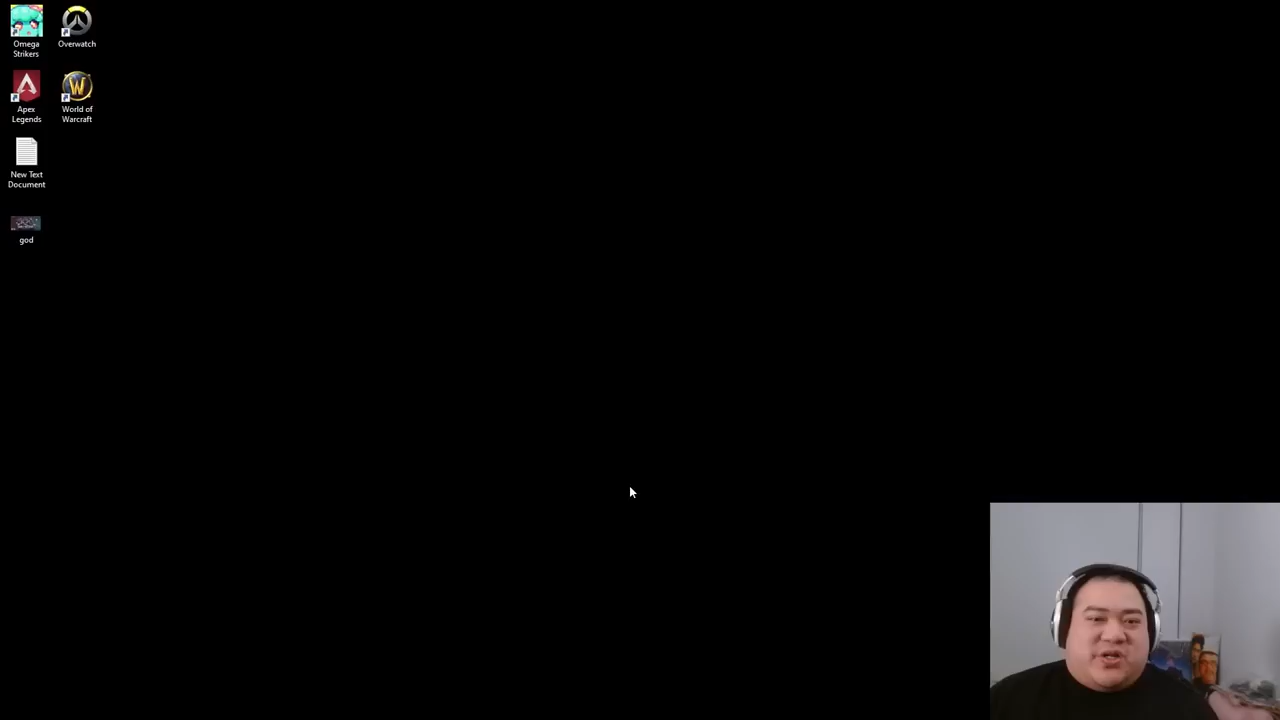 Omega
Strikers
Overwatch
Apex
Legends
World of
Warcraft
New Text
Document
god